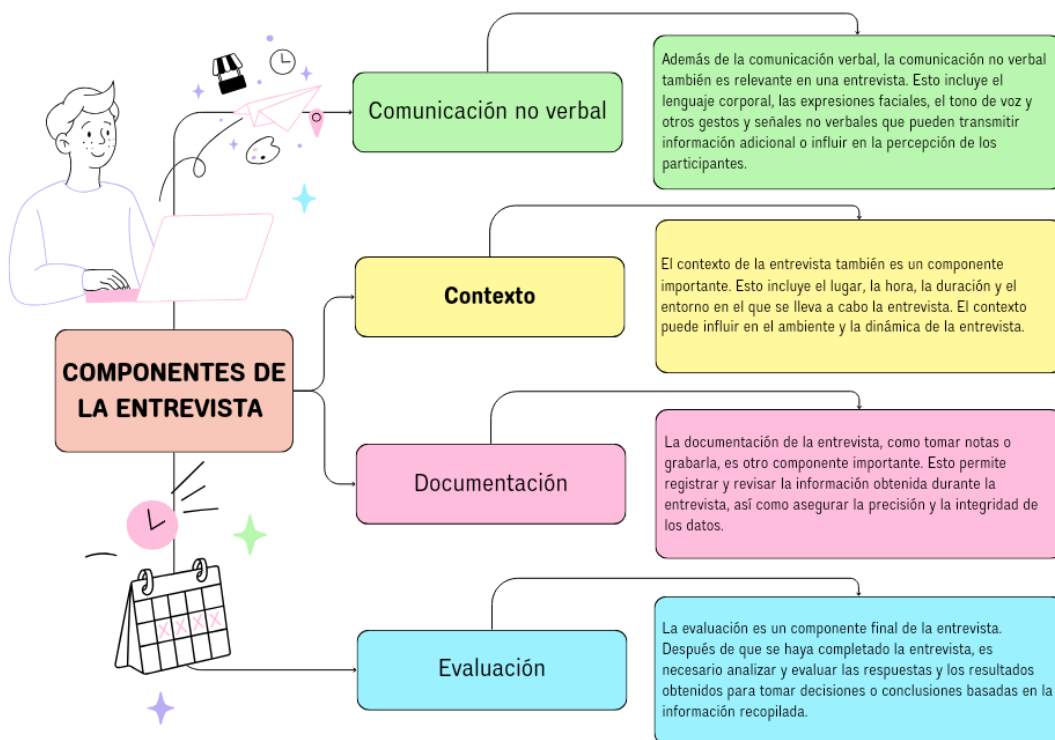 Comunicación no verbal
Además de la comunicación verbal, la comunicación no verbal
también es relevante en una entrevista. Esto incluye el
lenguaje corporal, las expresiones faciales, el tono de voz y
otros gestos y señales no verbales que pueden transmitir
información adicional o influir en la percepción de los
participantes.
Contexto
El contexto de la entrevista también es un componente
importante. Esto incluye el lugar, la hora, la duración y el
entorno en el que se lleva a cabo la entrevista. El contexto
puede influir en el ambiente y la dinámica de la entrevista.
COMPONENTES DE
LA ENTREVISTA
Documentación
La documentación de la entrevista, como tomar notas o
grabarla, es otro componente importante. Esto permite
registrar y revisar la información obtenida durante la
entrevista, así como asegurar la precisión y la integridad de
los datos.
Evaluación
La evaluación es un componente final de la entrevista.
Después de que se haya completado la entrevista, es
necesario analizar y evaluar las respuestas y los resultados
obtenidos para tomar decisiones o conclusiones basadas en la
información recopilada.